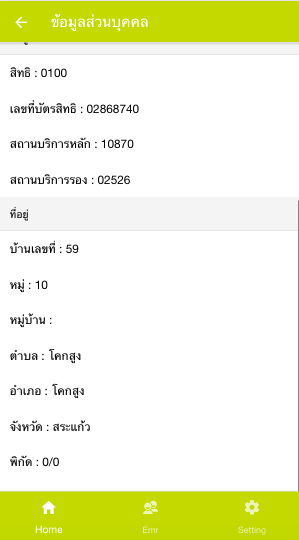 ข้อมูลส่วนบุคคล
สิทธิ : 0100
เลขที่บัตรสิทธิ : 02868740
สถานบริการหลัก : 10870
สถานบริการรอง : 02526
ที่อยู่
บ้านเลขที่ : 59
หมู่ : 10
หมู่บ้าน :
ตำบล : โคกสูง
อำเภอ : โคกสูง
จังหวัด : สระแก้ว
พิกัด : 0/0
Home Emr Setting